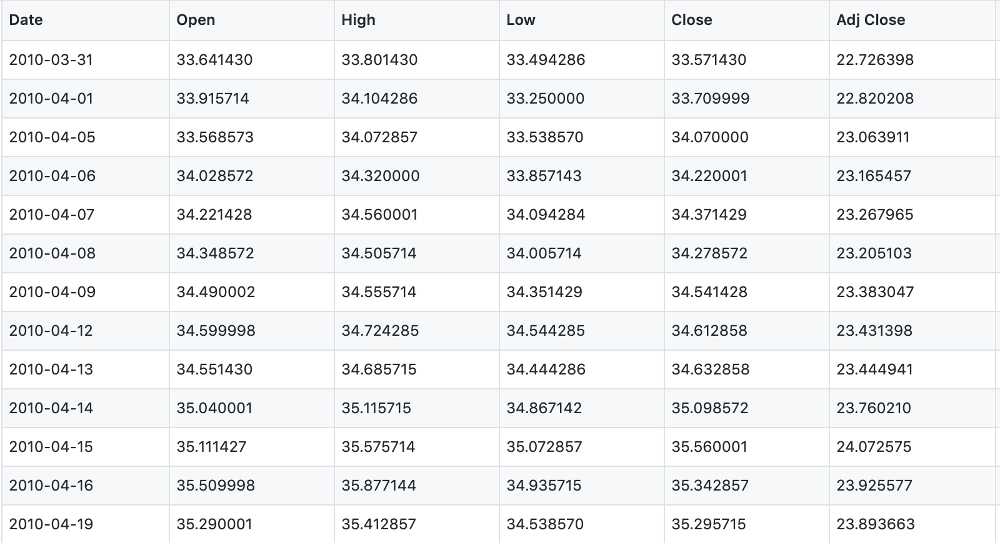 Date Open High Low Close Adj Close
2010-03-31 33.641430 33.801430 33.494286 33.571430 22.726398
2010-04-01 33.915714 34.104286 33.250000 33.709999 22.820208
2010-04-05 33.568573 34.072857 33.538570 34.070000 23.063911
2010-04-06 34.028572 34.320000 33.857143 34.220001 23.165457
2010-04-07 34.221428 34.560001 34.094284 34.371429 23.267965
2010-04-08 34.348572 34.505714 34.005714 34.278572 23.205103
2010-04-09 34.490002 34.555714 34.351429 34.541428 23.383047
2010-04-12 34.599998 34.724285 34.544285 34.612858 23.431398
2010-04-13 34.551430 34.685715 34.444286 34.632858 23.444941
2010-04-14 35.040001 35.115715 34.867142 35.098572 23.760210
2010-04-15 35.111427 35.575714 35.072857 35.560001 24.072575
2010-04-16 35.509998 35.877144 34.935715 35.342857 23.925577
2010-04-19 35.290001 35.412857 34.538570 35.295715 23.893663